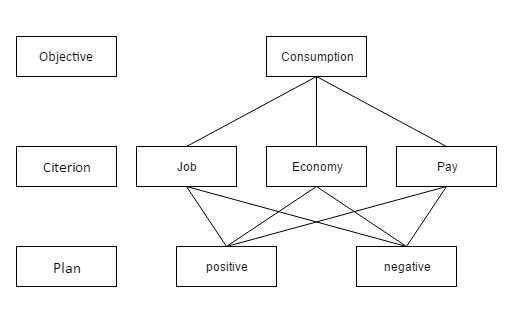 Objective
Consumption
Citerion
Job
Economy
Pay
Plan
positive
negative